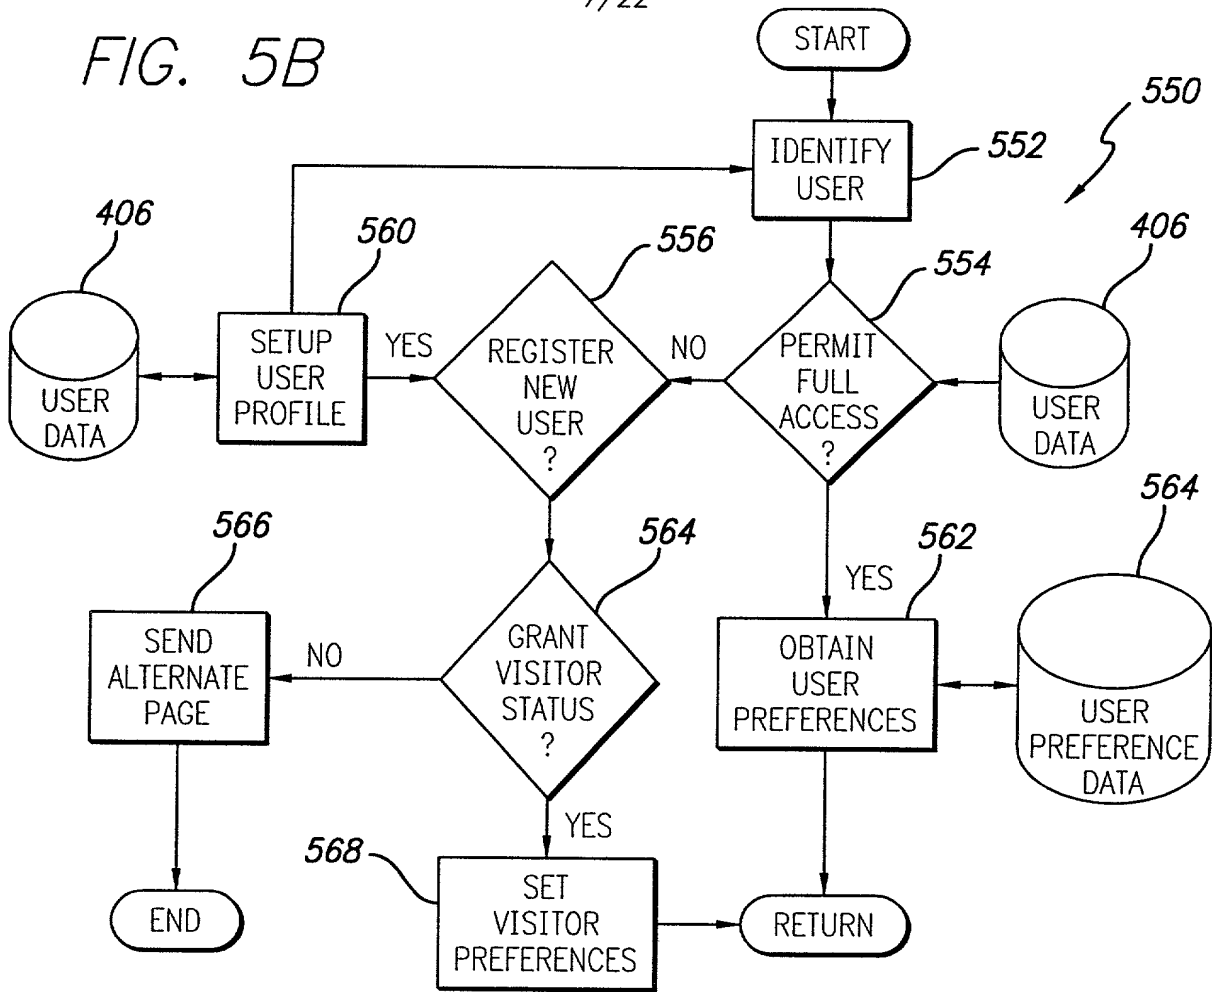 7/22
FIG. 5B
START
550
IDENTIFY
USER
552
406
560
556
554
406
SETUP
USER
PROFILE
YES
REGISTER
NEW
USER
?
NO
PERMIT
FULL
ACCESS
?
USER
DATA
USER
DATA
566
564
562
564
YES
SEND
ALTERNATE
PAGE
NO
GRANT
VISITOR
STATUS
?
OBTAIN
USER
PREFERENCES
USER
PREFERENCE
DATA
YES
568
SET
VISITOR
PREFERENCES
END
RETURN